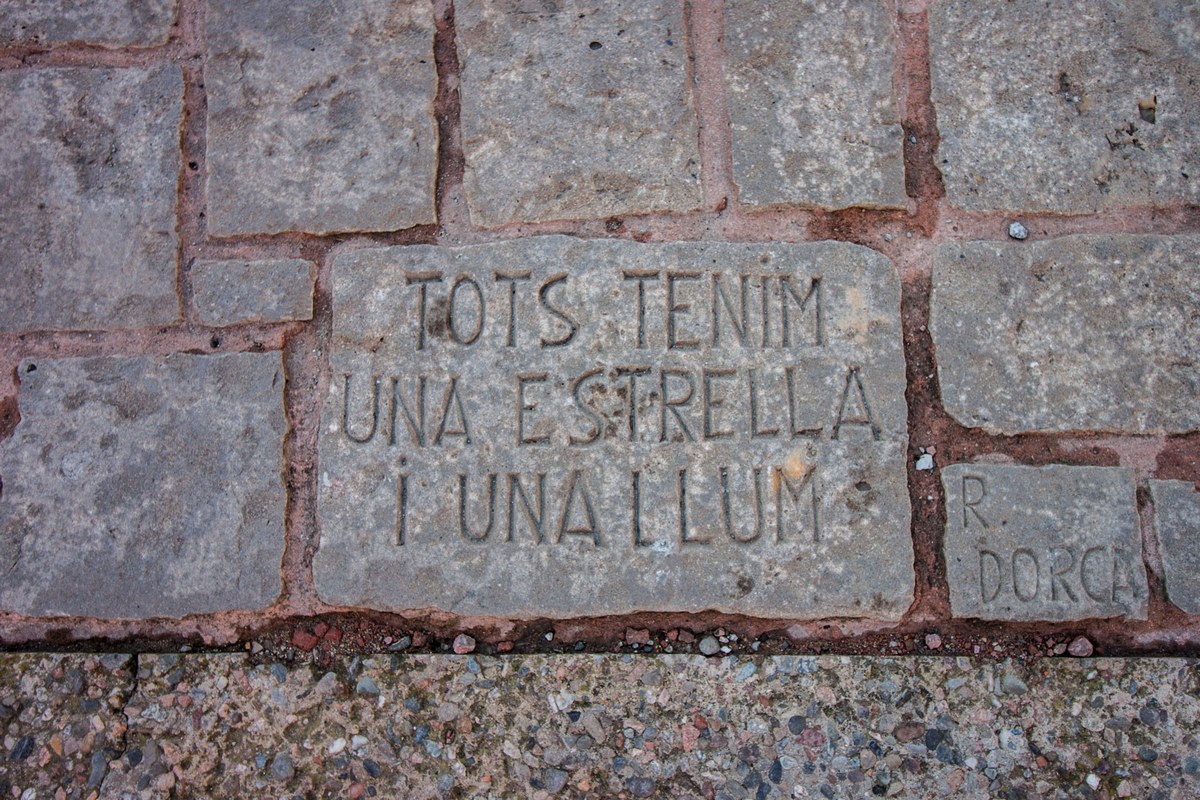 TOTS TENiM
UNA ESTRELLA
i UNA LLUM
R.
DORCA